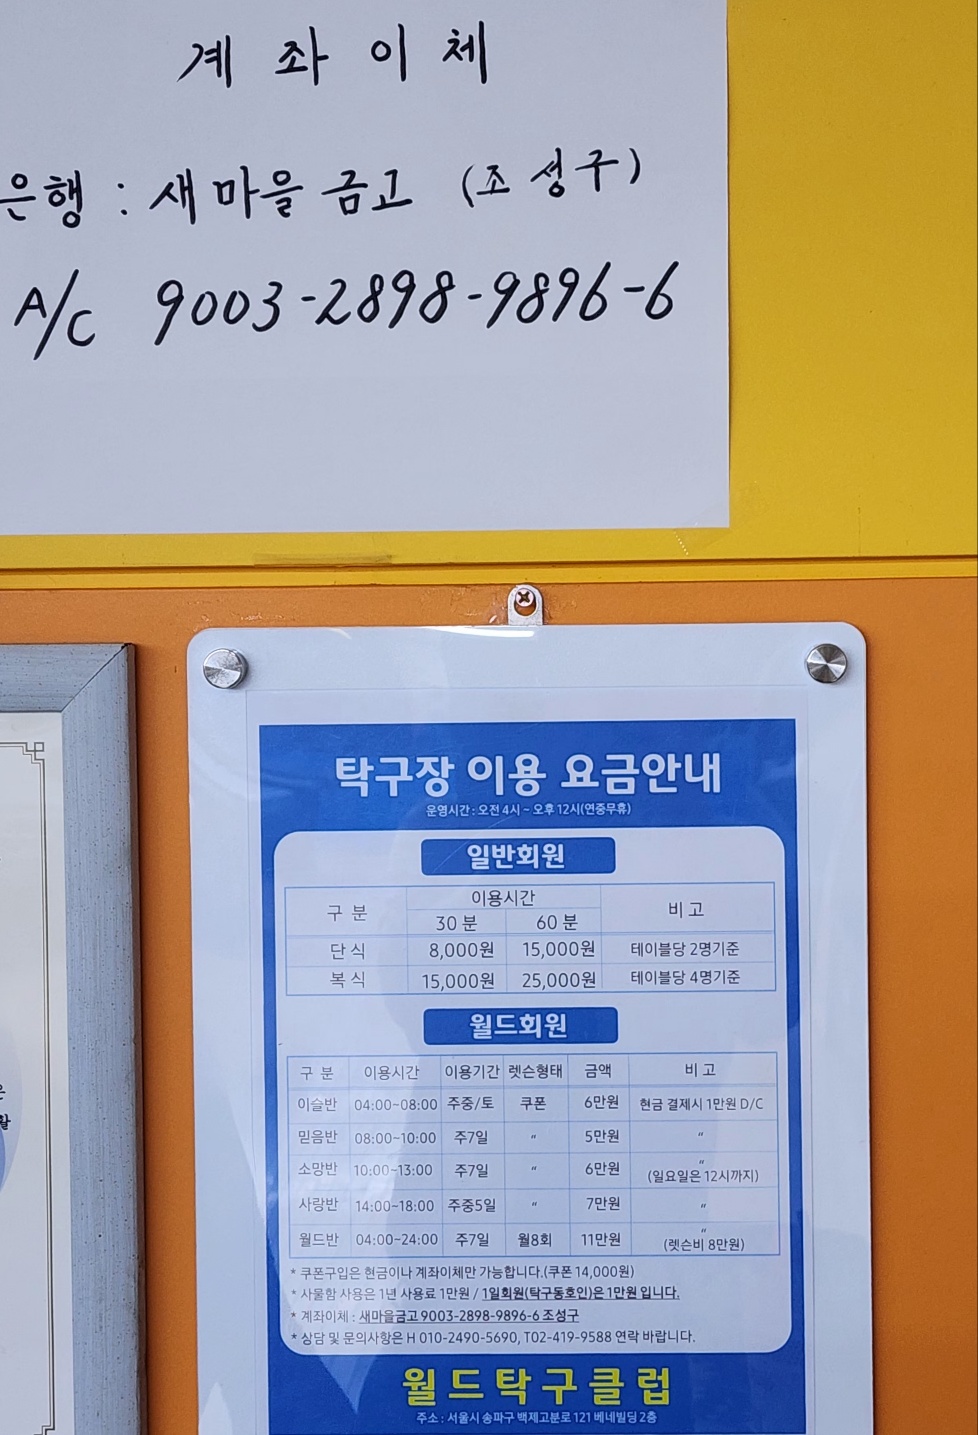 계좌이체
은행 : 새마을금고 (조성구)
A/C 9003-2898-9896-6
탁구장 이용 요금안내
운영시간 : 오전 4시 ~ 오후 12시(연중무휴)
일반회원
구 분 이용시간 비 고
30 분 60 분
단 식 8,000원 15,000원 테이블당 2명기준
복 식 15,000원 25,000원 테이블당 4명기준
월드회원
구 분 이용시간 이용기간 렛슨형태 금액 비 고
이슬반 04:00~08:00 주중/토 쿠폰 6만원 현금 결제시 1만원 D/C
믿음반 08:00~10:00 주7일 〃 5만원 〃
소망반 10:00~13:00 주7일 〃 6만원 〃
(일요일은 12시까지)
사랑반 14:00~18:00 주중5일 〃 7만원 〃
월드반 04:00~24:00 주7일 월8회 11만원 〃
(렛슨비 8만원)
* 쿠폰구입은 현금이나 계좌이체만 가능합니다.(쿠폰 14,000원)
* 사물함 사용은 1년 사용료 1만원 / 1일회원(탁구동호인)은 1만원 입니다.
* 계좌이체 : 새마을금고 9003-2898-9896-6 조성구
* 상담 및 문의사항은 H 010-2490-5690, T02-419-9588 연락 바랍니다.
월드탁구클럽
주소 : 서울시 송파구 백제고분로 121 베네빌딩 2층